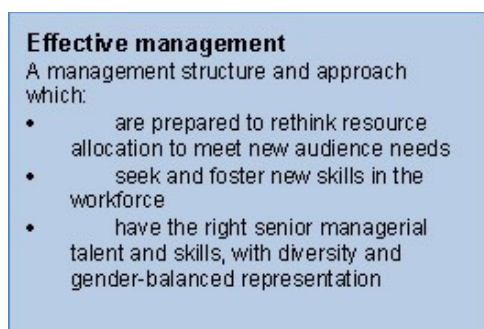 Effective management
A management structure and approach
which:
• are prepared to rethink resource
allocation to meet new audience needs
• seek and foster new skills in the
workforce
• have the right senior managerial
talent and skills, with diversity and
gender-balanced representation